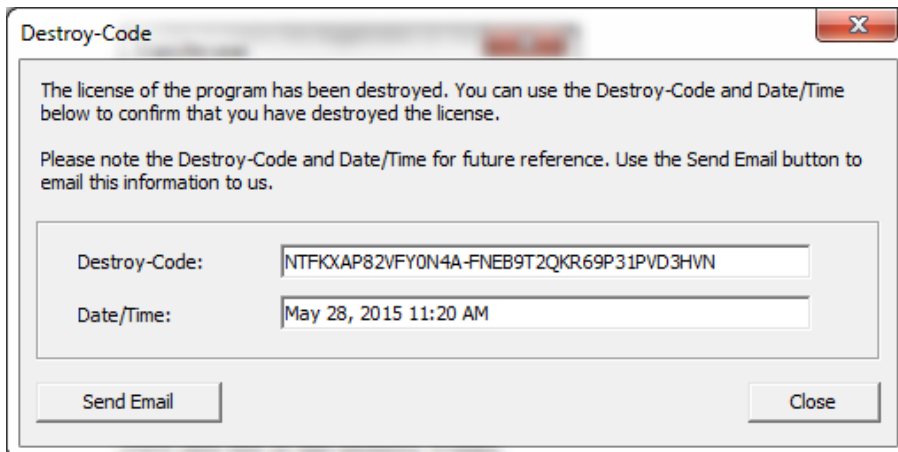 Destroy-Code
The license of the program has been destroyed. You can use the Destroy-Code and Date/Time
below to confirm that you have destroyed the license.
Please note the Destroy-Code and Date/Time for future reference. Use the Send Email button to
email this information to us.
Destroy-Code: NTFKXAP82VFY0N4A-FNEB9T2QKR69P31PVD3HVN
Date/Time: May 28, 2015 11:20 AM
Send Email Close